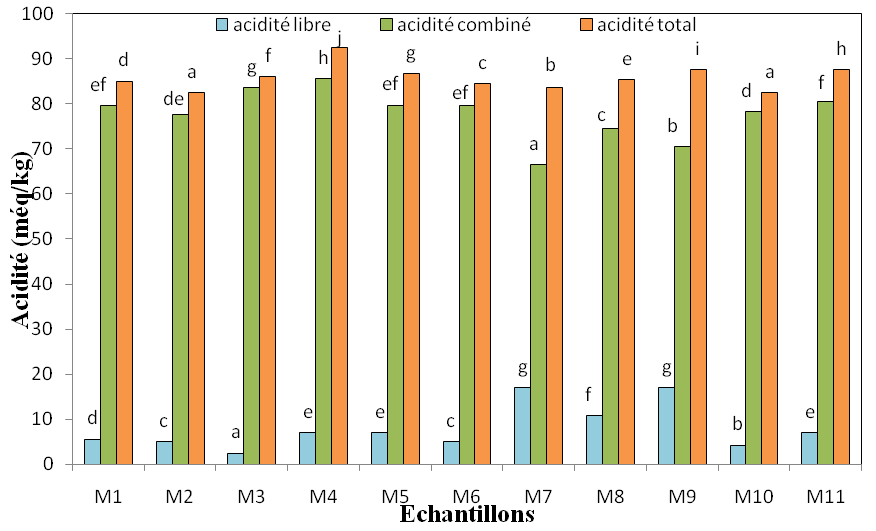 acidité libre acidité combiné acidité total
Acidité (méq/kg)
100
90
80
70
60
50
40
30
20
10
0
d ef d
c de a
a g f
e h j
e ef g
c ef c
g a b
f c e
g b i
b d a
e f h
M1 M2 M3 M4 M5 M6 M7 M8 M9 M10 M11
Echantillons